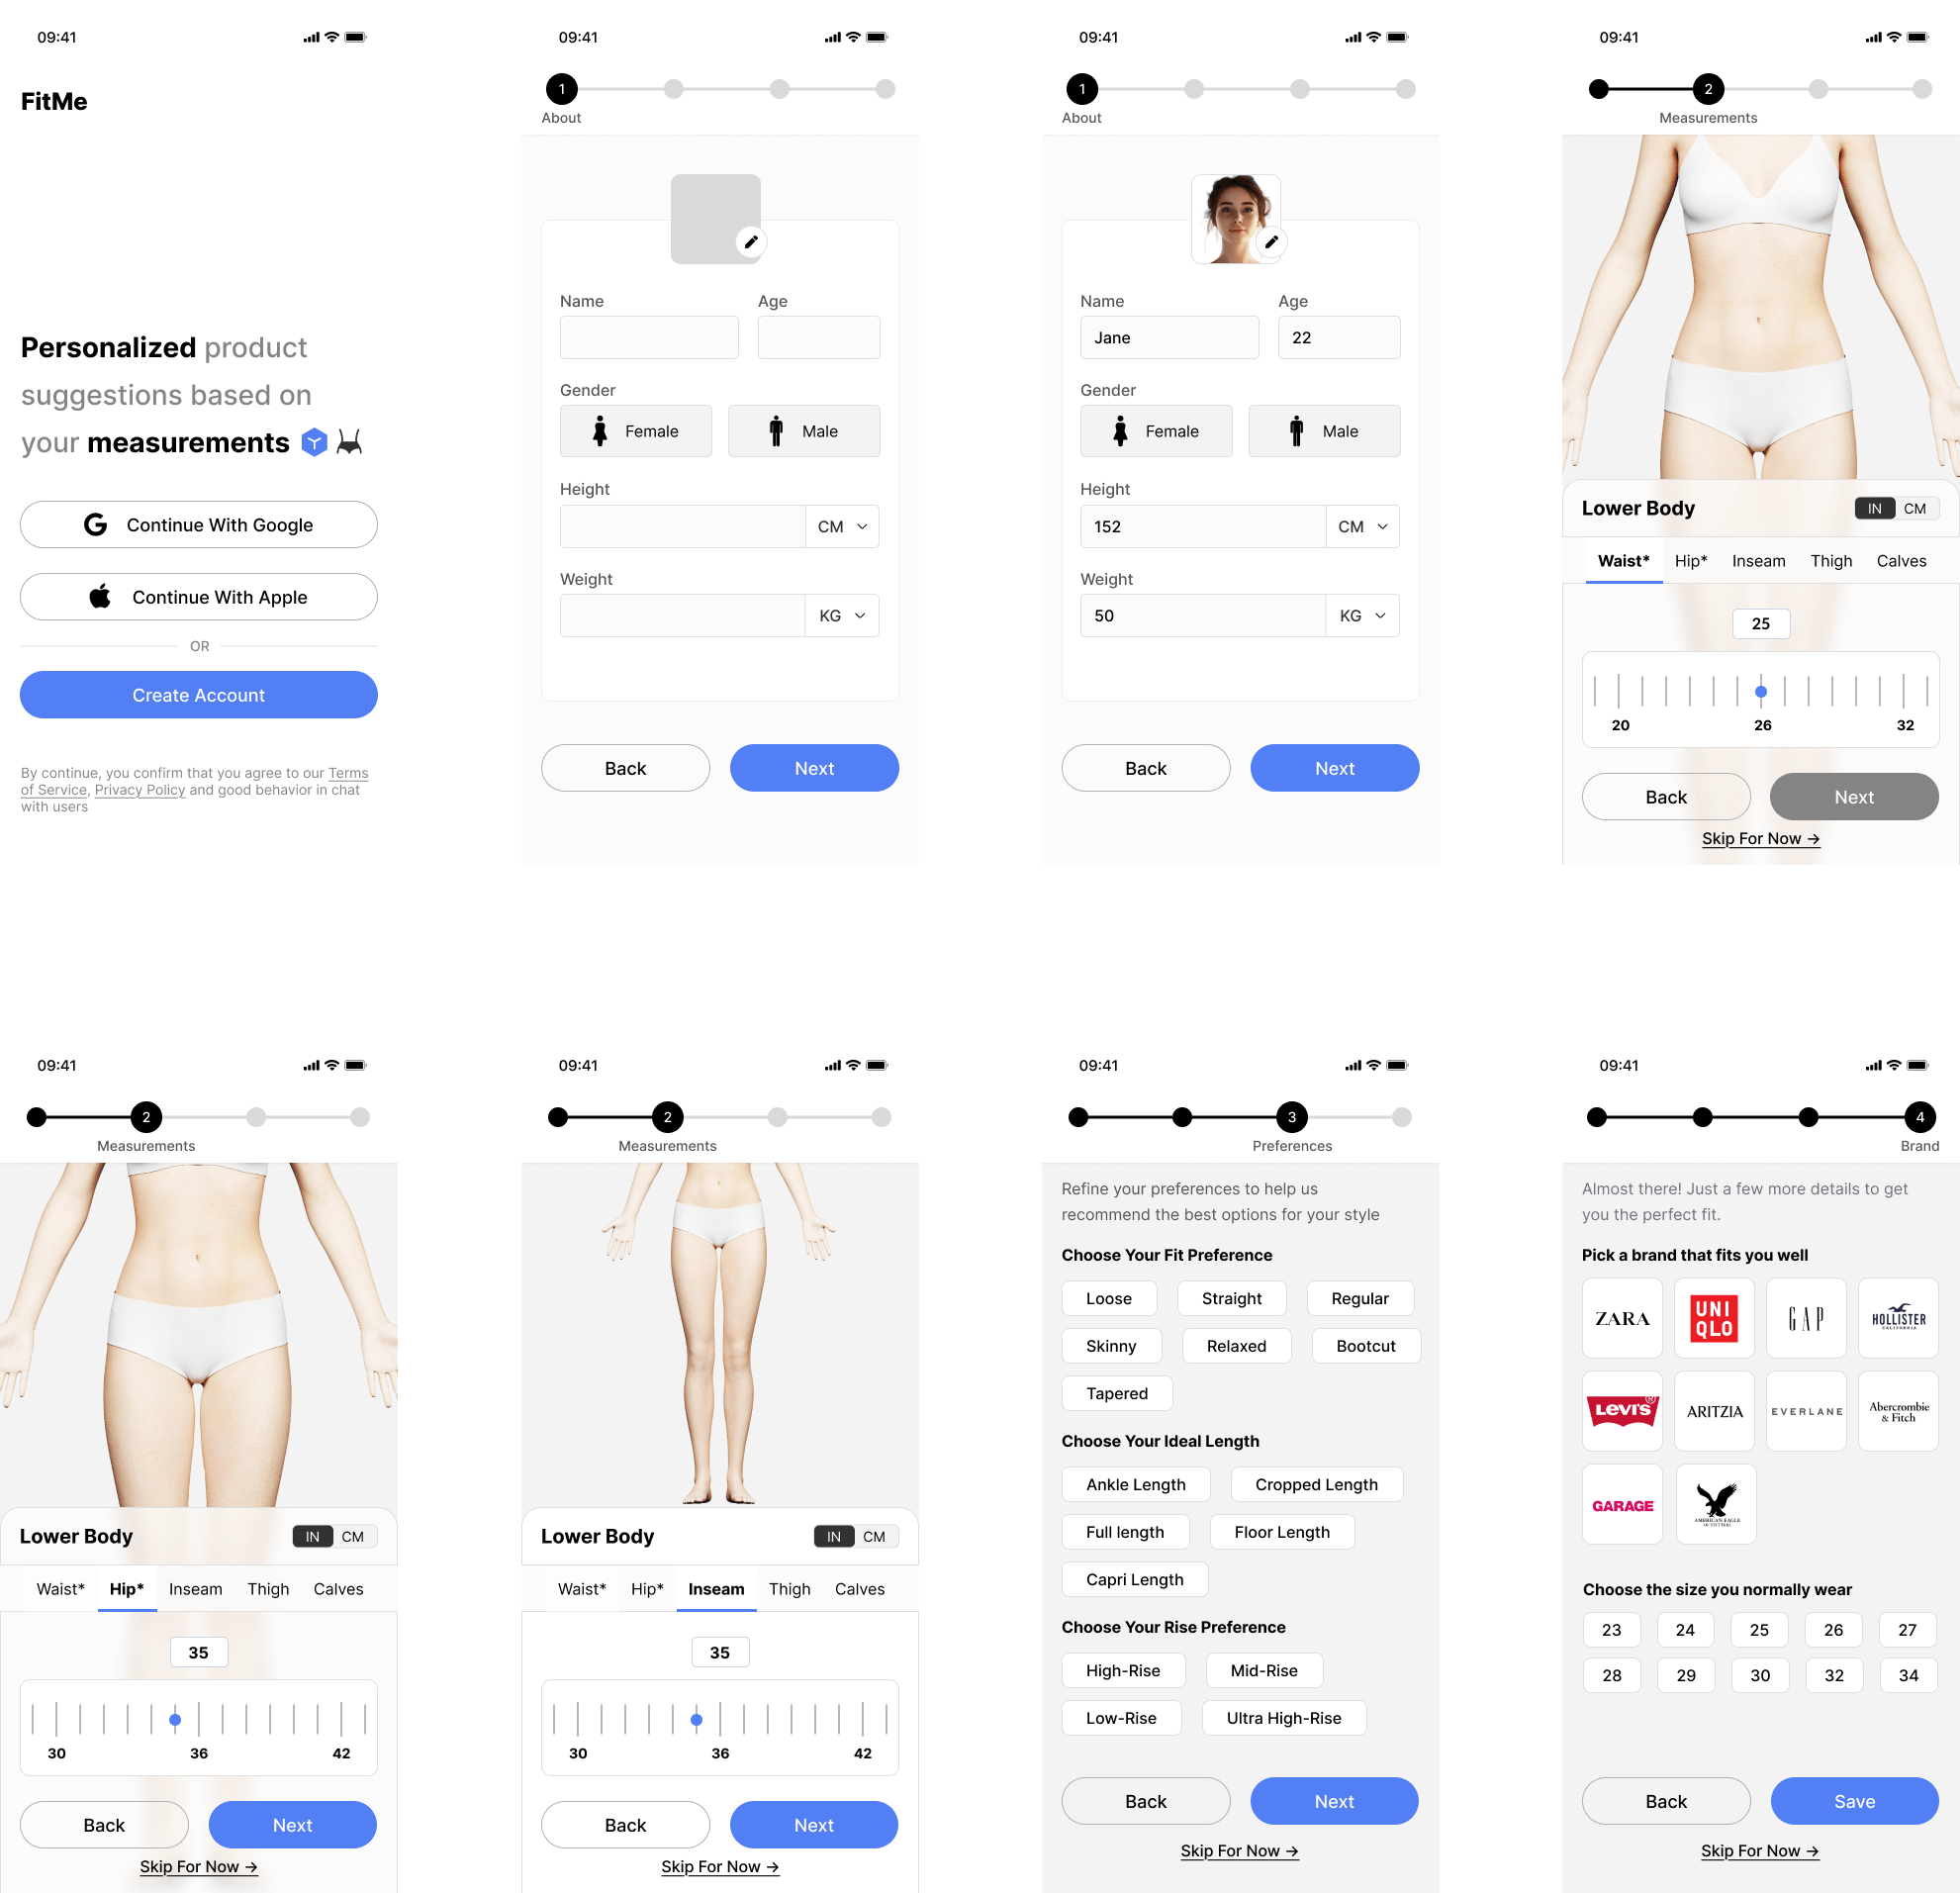 09:41
FitMe
Personalized product
suggestions based on
your measurements
Continue With Google
Continue With Apple
OR
Create Account
By continue, you confirm that you agree to our Terms
of Service, Privacy Policy and good behavior in chat
with users
09:41
1
About
Name Age
Gender
Female Male
Height
CM
Weight
KG
Back Next
09:41
1
About
Name Age
Jane 22
Gender
Female Male
Height
152 CM
Weight
50 KG
Back Next
09:41
2
Measurements
Lower Body IN CM
Waist* Hip* Inseam Thigh Calves
25
20 26 32
Back Next
Skip For Now →
09:41
2
Measurements
Lower Body IN CM
Waist* Hip* Inseam Thigh Calves
35
30 36 42
Back Next
Skip For Now →
09:41
2
Measurements
Lower Body IN CM
Waist* Hip* Inseam Thigh Calves
35
30 36 42
Back Next
Skip For Now →
09:41
3
Preferences
Refine your preferences to help us
recommend the best options for your style
Choose Your Fit Preference
Loose Straight Regular
Skinny Relaxed Bootcut
Tapered
Choose Your Ideal Length
Ankle Length Cropped Length
Full length Floor Length
Capri Length
Choose Your Rise Preference
High-Rise Mid-Rise
Low-Rise Ultra High-Rise
Back Next
Skip For Now →
09:41
4
Brand
Almost there! Just a few more details to get
you the perfect fit.
Pick a brand that fits you well
ZARA
UNI
QLO
GAP
HOLLISTER
CALIFORNIA
LEVI'S®
ARITZIA
EVERLANE
Abercrombie
& Fitch
GARAGE
AMERICAN EAGLE
OUTFITTERS
Choose the size you normally wear
23 24 25 26 27
28 29 30 32 34
Back Save
Skip For Now →